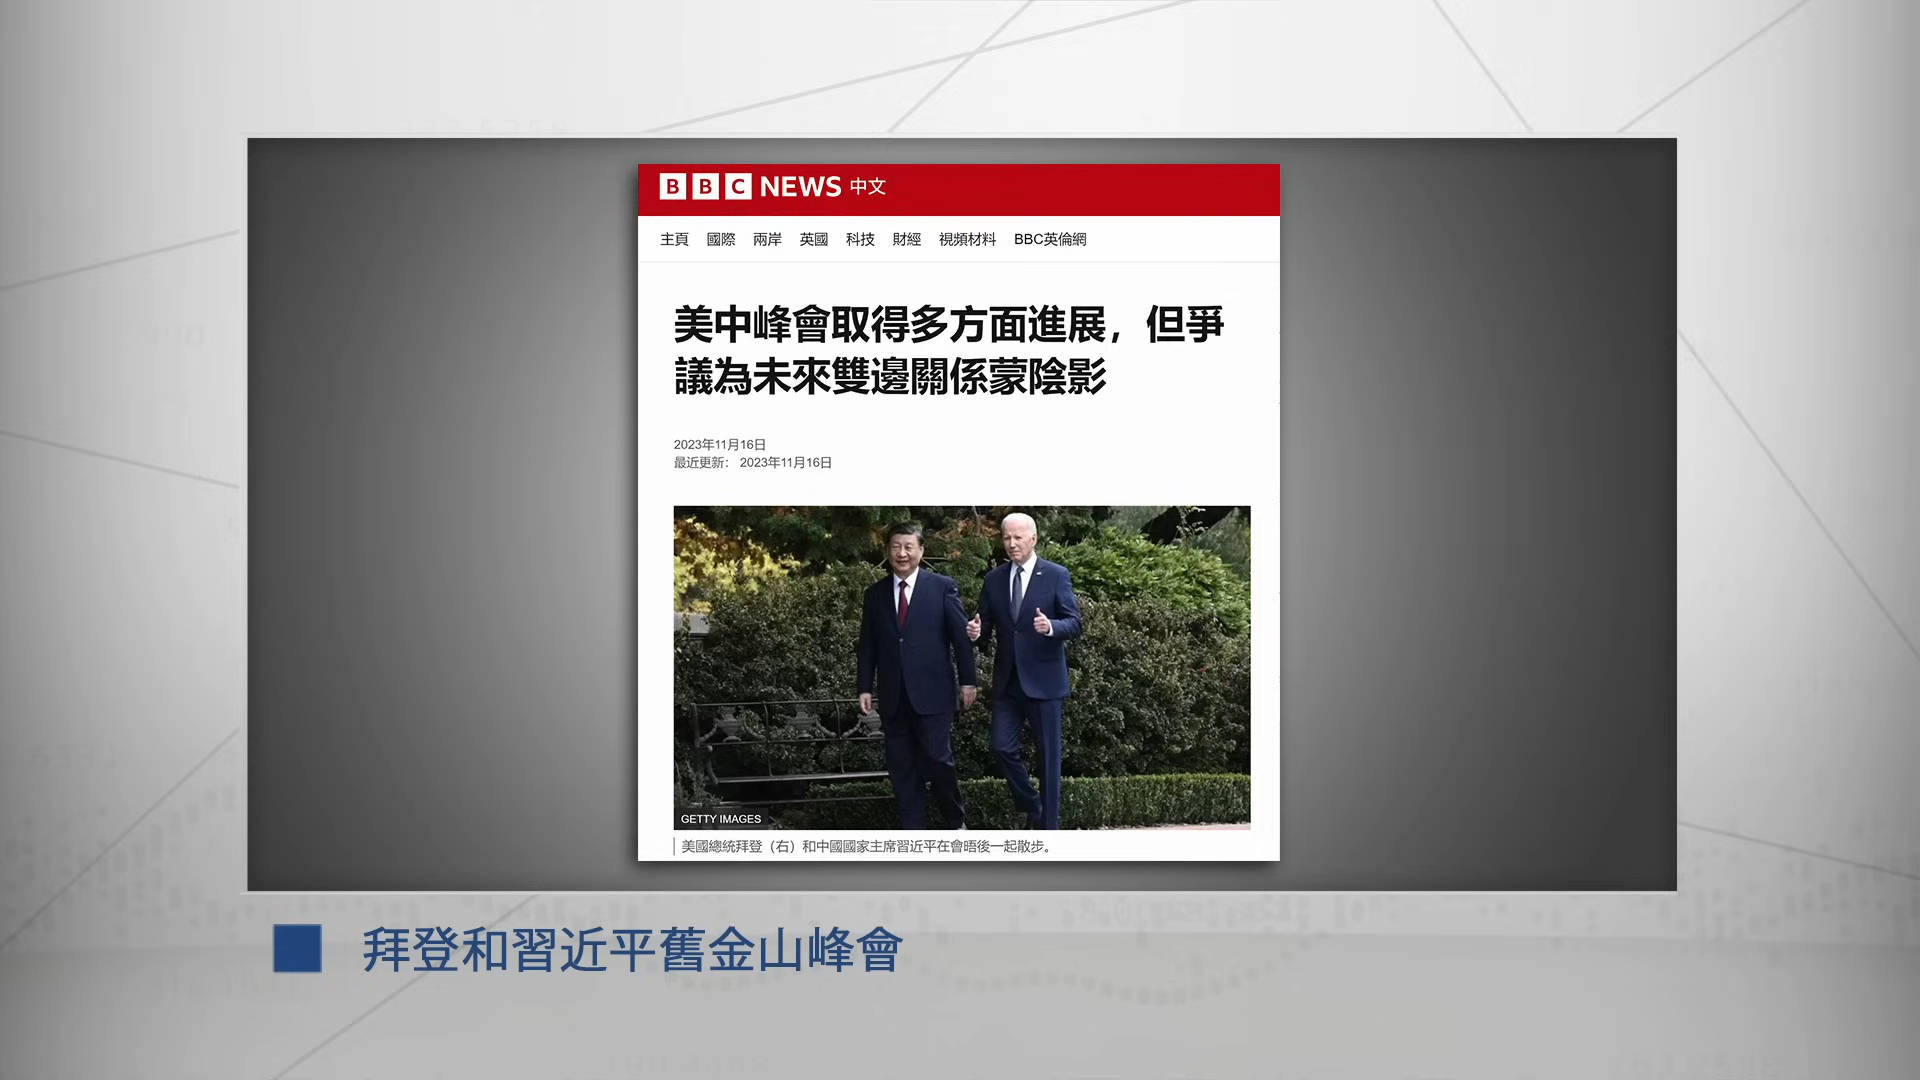 BBC NEWS 中文
主頁 國際 兩岸 英國 科技 財經 視頻材料 BBC英倫網
美中峰會取得多方面進展，但爭
議為未來雙邊關係蒙陰影
2023年11月16日
最近更新： 2023年11月16日
GETTY IMAGES
美國總統拜登（右）和中國國家主席習近平在會晤後一起散步。
拜登和習近平舊金山峰會